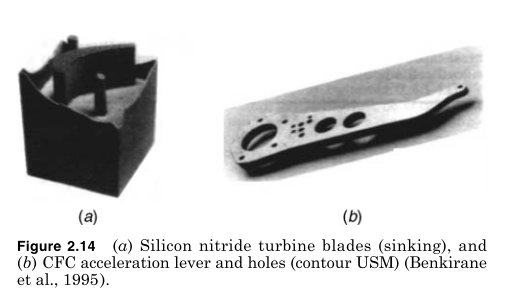 (a)
(b)
Figure 2.14 (a) Silicon nitride turbine blades (sinking), and
(b) CFC acceleration lever and holes (contour USM) (Benkirane
et al., 1995).